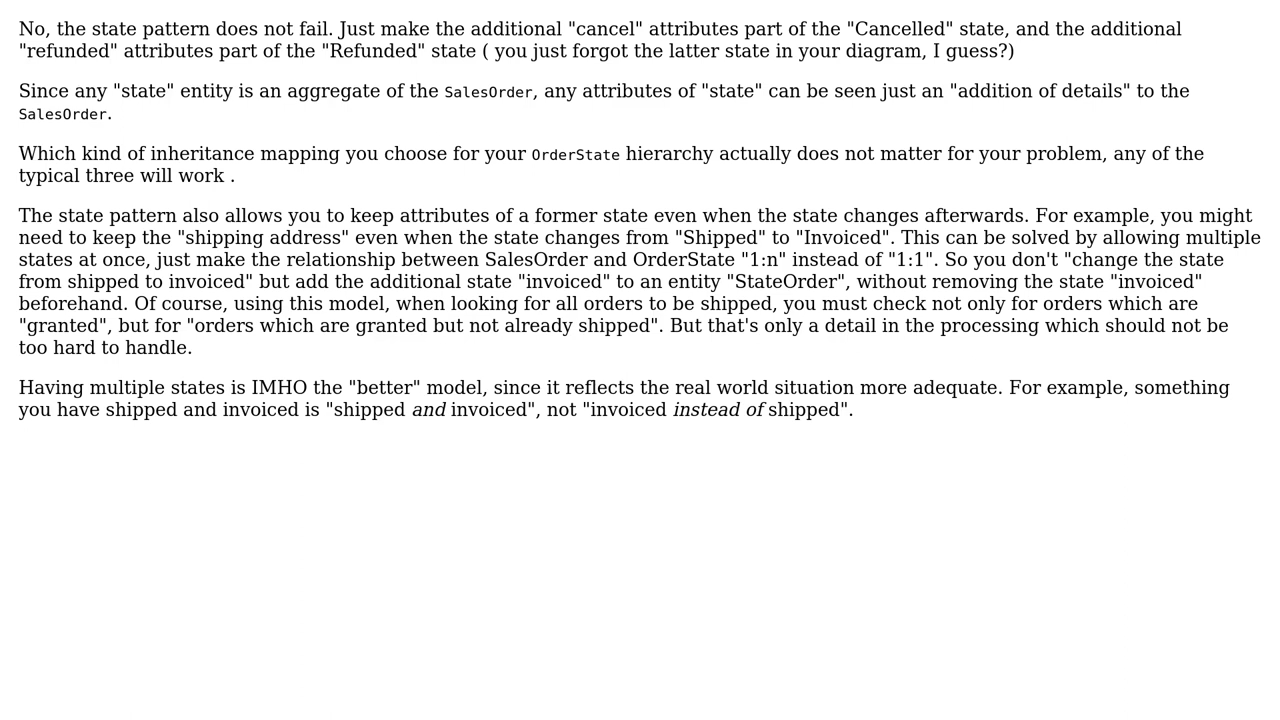 No, the state pattern does not fail. Just make the additional "cancel" attributes part of the "Cancelled" state, and the additional
"refunded" attributes part of the "Refunded" state ( you just forgot the latter state in your diagram, I guess?)
Since any "state" entity is an aggregate of the SalesOrder, any attributes of "state" can be seen just an "addition of details" to the
SalesOrder.
Which kind of inheritance mapping you choose for your OrderState hierarchy actually does not matter for your problem, any of the
typical three will work .
The state pattern also allows you to keep attributes of a former state even when the state changes afterwards. For example, you might
need to keep the "shipping address" even when the state changes from "Shipped" to "Invoiced". This can be solved by allowing multiple
states at once, just make the relationship between SalesOrder and OrderState "1:n" instead of "1:1". So you don't "change the state
from shipped to invoiced" but add the additional state "invoiced" to an entity "StateOrder", without removing the state "invoiced"
beforehand. Of course, using this model, when looking for all orders to be shipped, you must check not only for orders which are
"granted", but for "orders which are granted but not already shipped". But that's only a detail in the processing which should not be
too hard to handle.
Having multiple states is IMHO the "better" model, since it reflects the real world situation more adequate. For example, something
you have shipped and invoiced is "shipped and invoiced", not "invoiced instead of shipped".